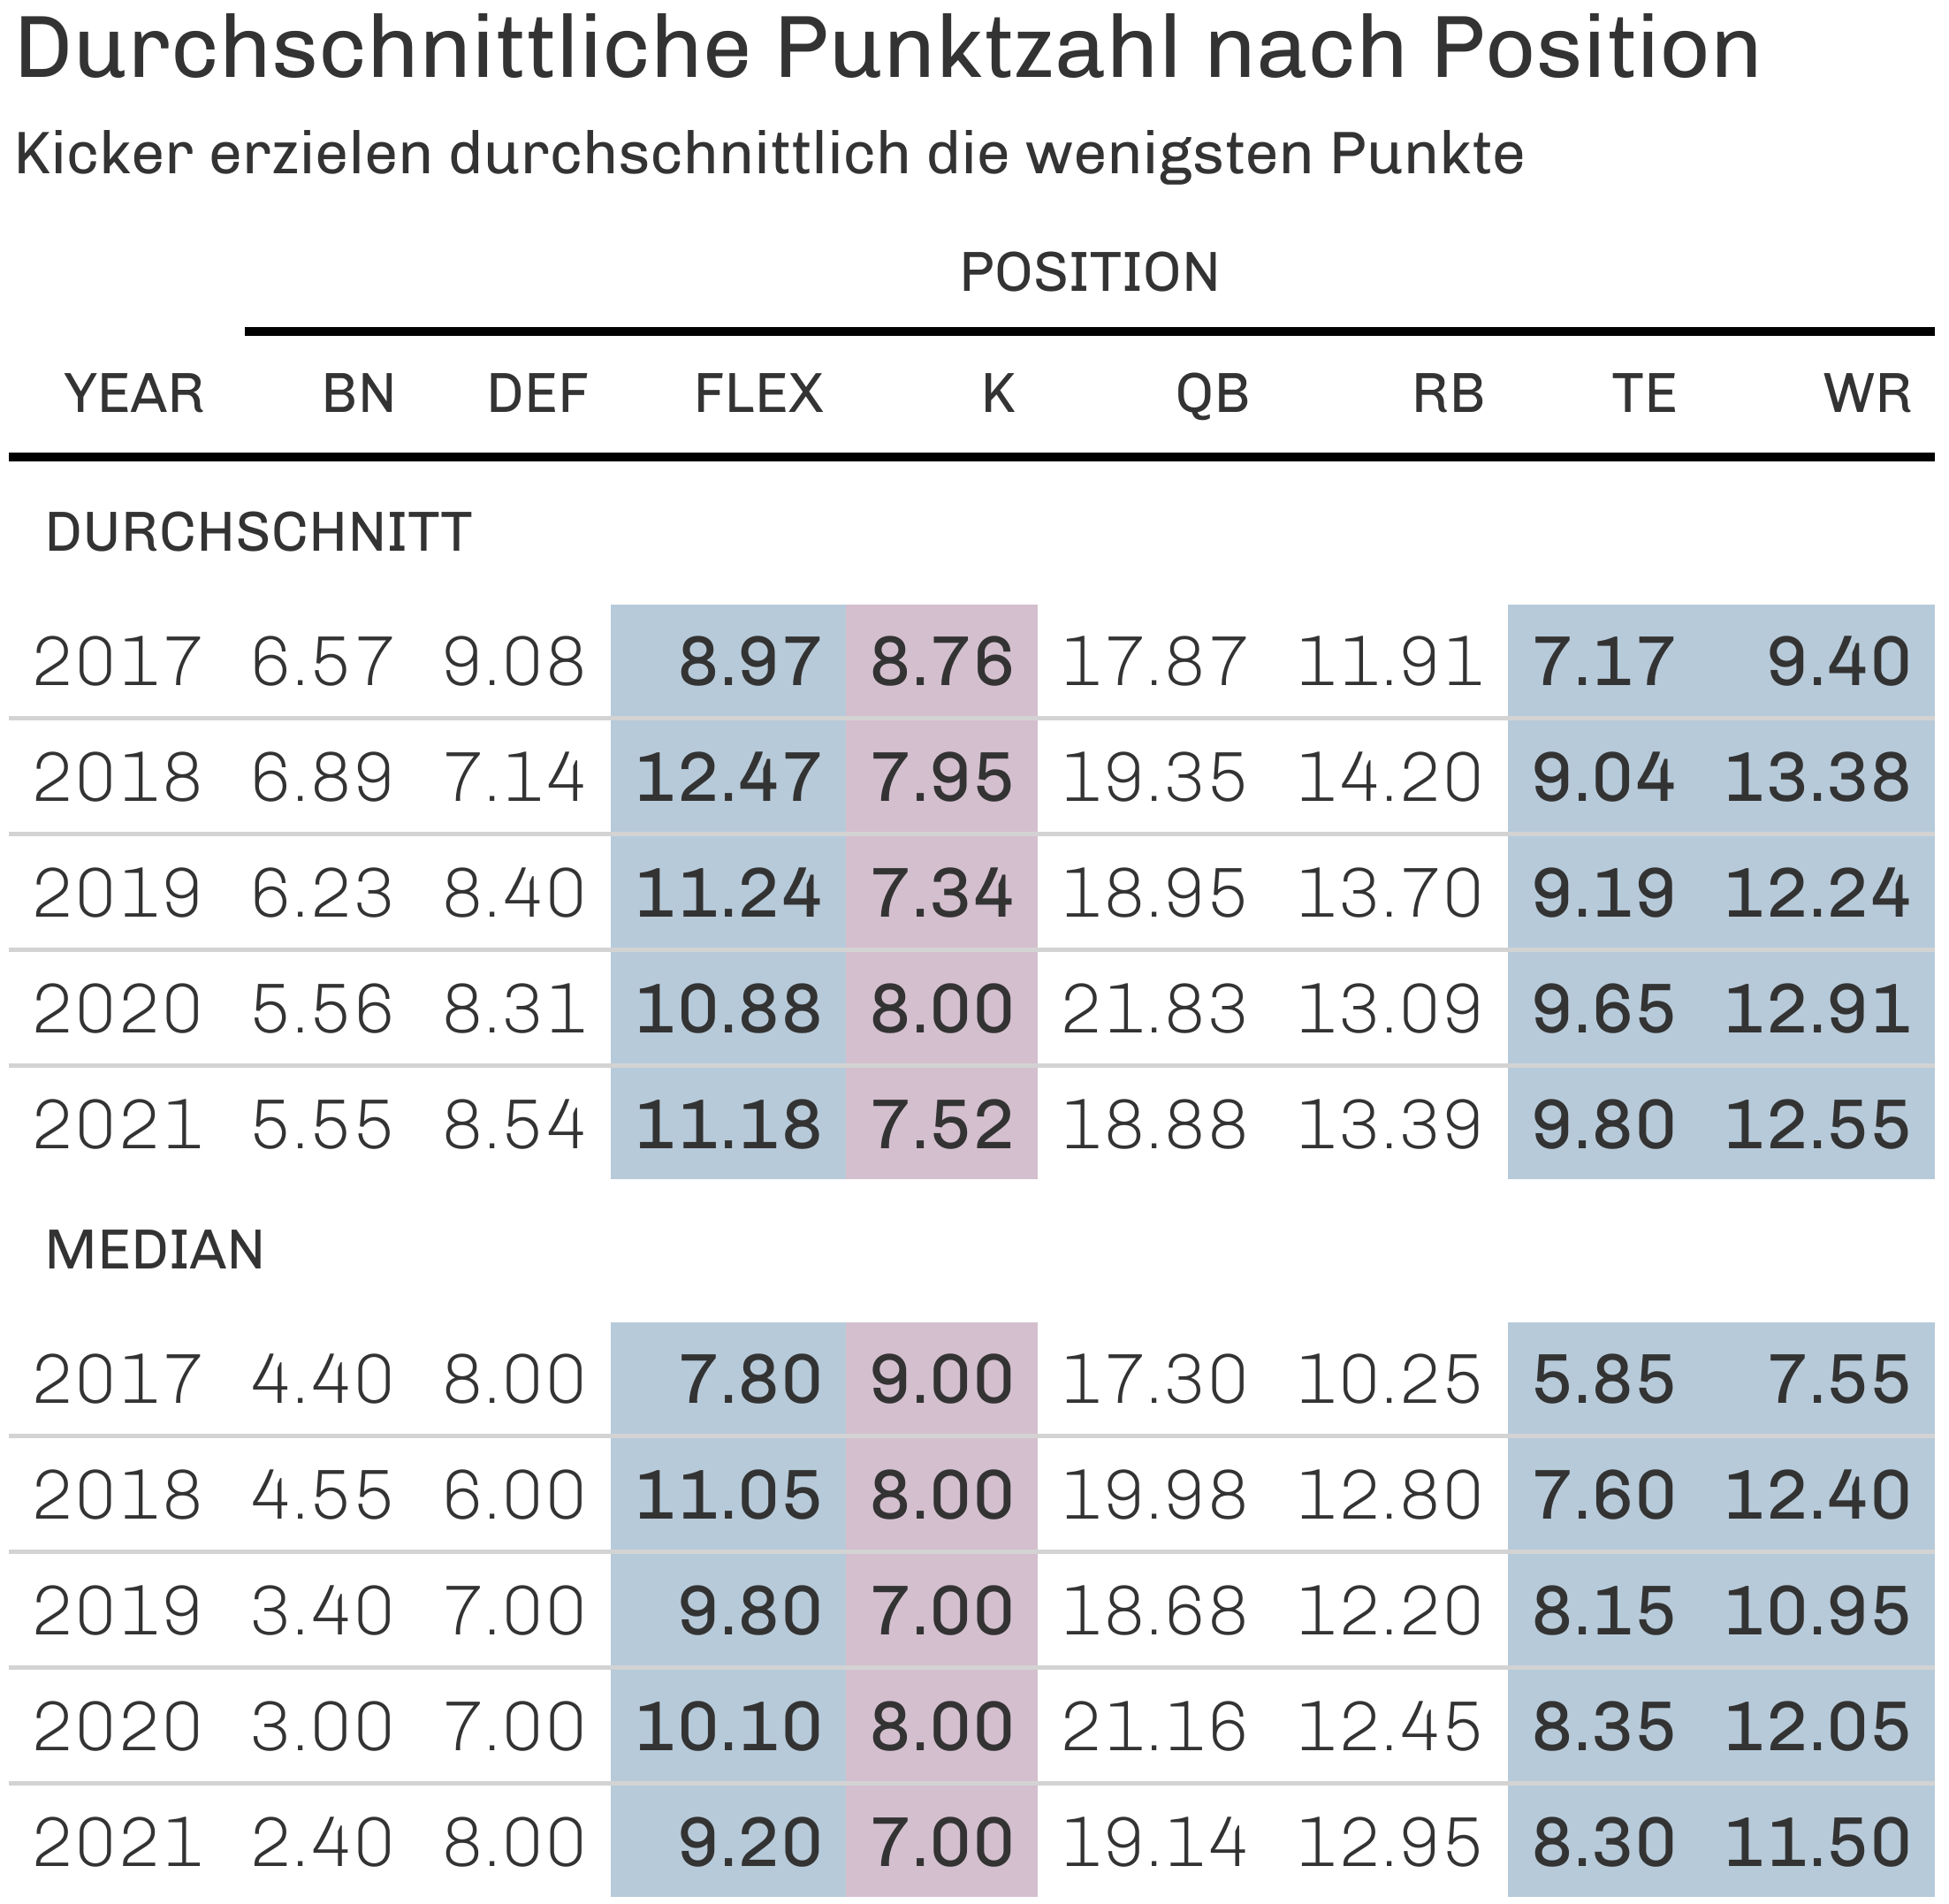 Durchschnittliche Punktzahl nach Position
Kicker erzielen durchschnittlich die wenigsten Punkte
POSITION
YEAR BN DEF FLEX K QB RB TE WR
DURCHSCHNITT
2017 6.57 9.08 8.97 8.76 17.87 11.91 7.17 9.40
2018 6.89 7.14 12.47 7.95 19.35 14.20 9.04 13.38
2019 6.23 8.40 11.24 7.34 18.95 13.70 9.19 12.24
2020 5.56 8.31 10.88 8.00 21.83 13.09 9.65 12.91
2021 5.55 8.54 11.18 7.52 18.88 13.39 9.80 12.55
MEDIAN
2017 4.40 8.00 7.80 9.00 17.30 10.25 5.85 7.55
2018 4.55 6.00 11.05 8.00 19.98 12.80 7.60 12.40
2019 3.40 7.00 9.80 7.00 18.68 12.20 8.15 10.95
2020 3.00 7.00 10.10 8.00 21.16 12.45 8.35 12.05
2021 2.40 8.00 9.20 7.00 19.14 12.95 8.30 11.50